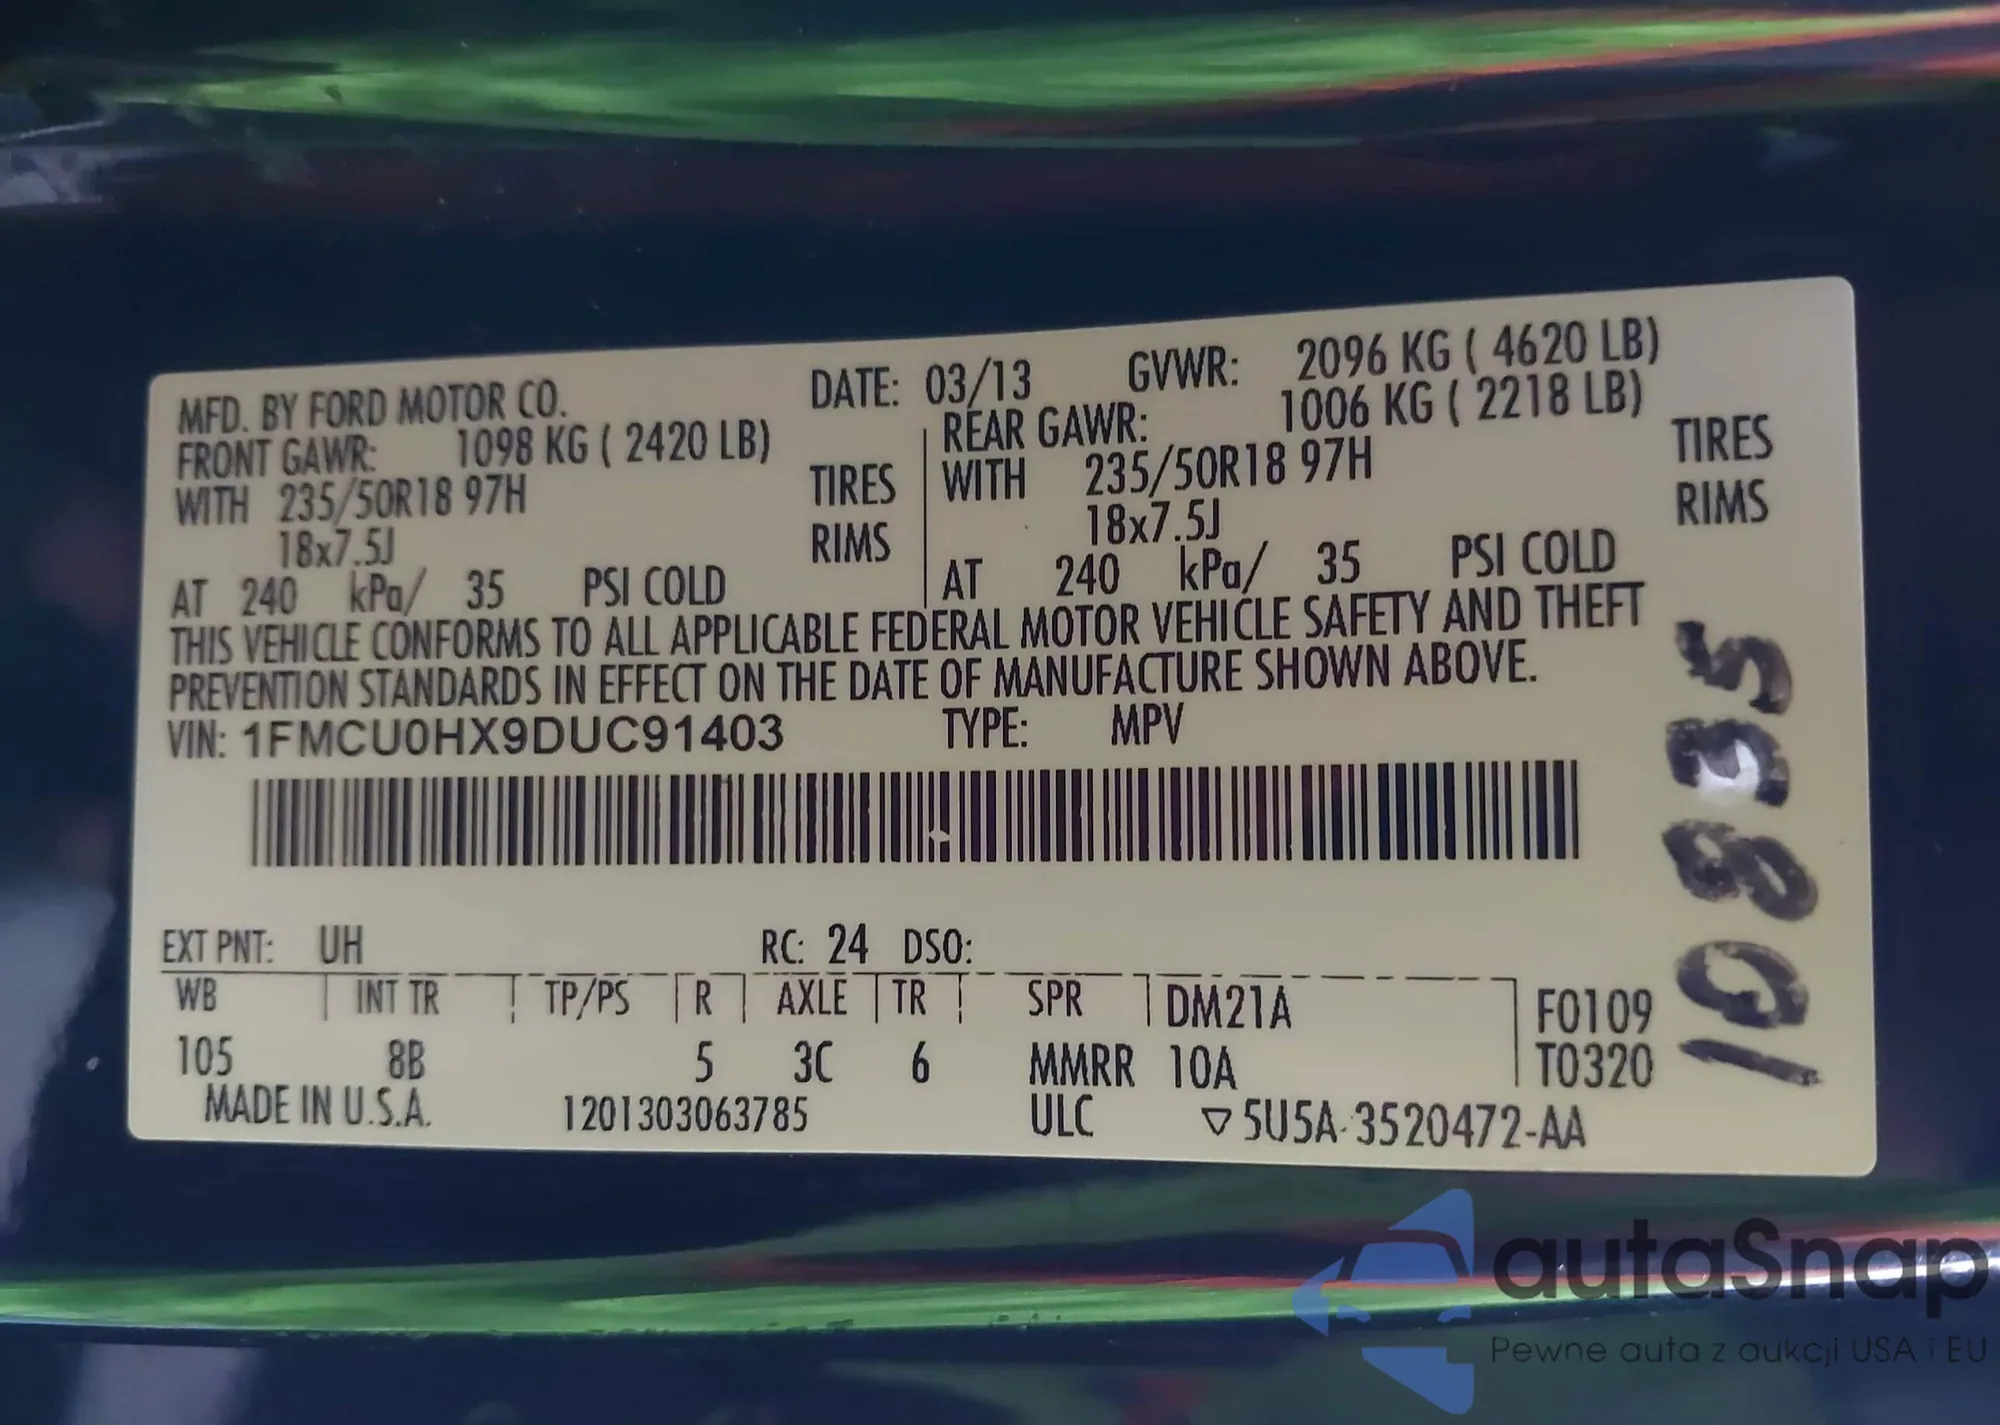 MFD. BY FORD MOTOR CO. DATE: 03/13 GVWR: 2096 KG ( 4620 LB)
FRONT GAWR: 1098 KG ( 2420 LB) REAR GAWR: 1006 KG ( 2218 LB)
WITH 235/50R18 97H TIRES WITH 235/50R18 97H TIRES
18x7.5J RIMS 18x7.5J RIMS
AT 240 kPa/ 35 PSI COLD AT 240 kPa/ 35 PSI COLD
THIS VEHICLE CONFORMS TO ALL APPLICABLE FEDERAL MOTOR VEHICLE SAFETY AND THEFT
PREVENTION STANDARDS IN EFFECT ON THE DATE OF MANUFACTURE SHOWN ABOVE.
VIN: 1FMCU0HX9DUC91403 TYPE: MPV
EXT PNT: UH RC: 24 DSO:
WB INT TR TP/PS R AXLE TR SPR DM21A F0109
105 8B 5 3C 6 MMRR 10A T0320
MADE IN U.S.A. 1201303063785 ULC ▽5U5A-3520472-AA
10835
autaSnap
Pewne auta z aukcji USA i EU